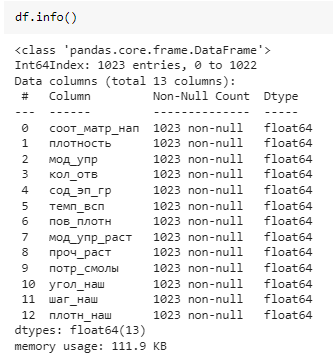 df.info()
<class 'pandas.core.frame.DataFrame'>
Int64Index: 1023 entries, 0 to 1022
Data columns (total 13 columns):
 #   Column         Non-Null Count  Dtype
---  ------         --------------  -----
 0   соот_матр_нап  1023 non-null   float64
 1   плотность      1023 non-null   float64
 2   мод_упр        1023 non-null   float64
 3   кол_отв        1023 non-null   float64
 4   сод_эп_гр      1023 non-null   float64
 5   темп_всп       1023 non-null   float64
 6   пов_плотн      1023 non-null   float64
 7   мод_упр_раст   1023 non-null   float64
 8   проч_раст      1023 non-null   float64
 9   потр_смолы     1023 non-null   float64
 10  угол_наш       1023 non-null   float64
 11  шаг_наш        1023 non-null   float64
 12  плотн_наш      1023 non-null   float64
dtypes: float64(13)
memory usage: 111.9 KB